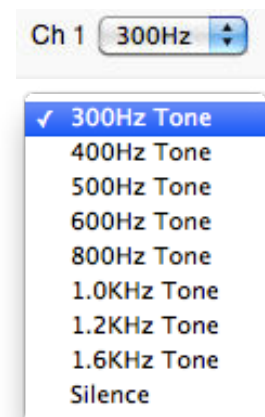 Ch 1 300Hz
✓ 300Hz Tone
400Hz Tone
500Hz Tone
600Hz Tone
800Hz Tone
1.0KHz Tone
1.2KHz Tone
1.6KHz Tone
Silence